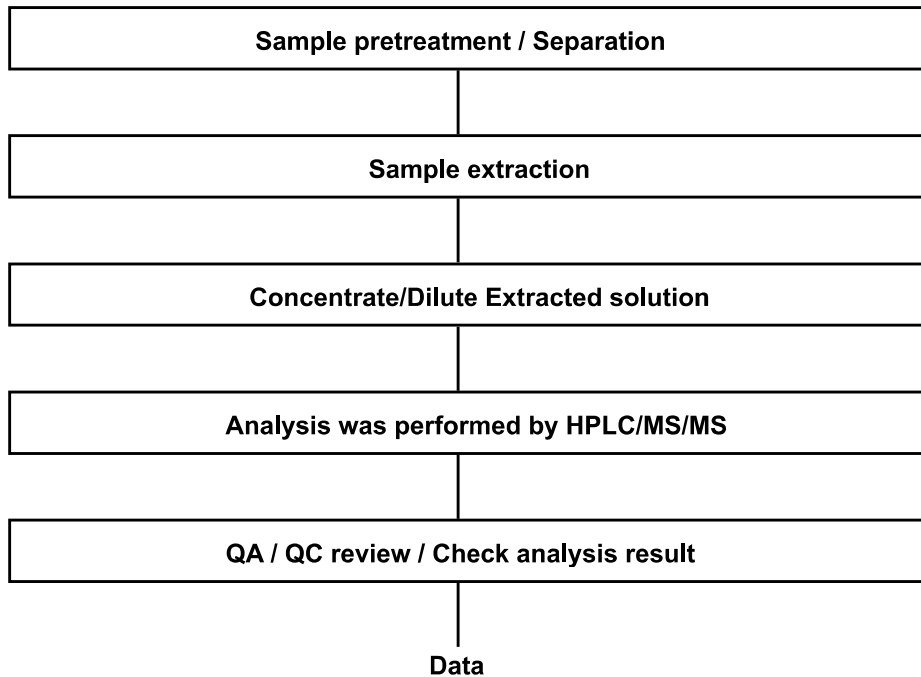 Sample pretreatment / Separation
Sample extraction
Concentrate/Dilute Extracted solution
Analysis was performed by HPLC/MS/MS
QA / QC review / Check analysis result
Data